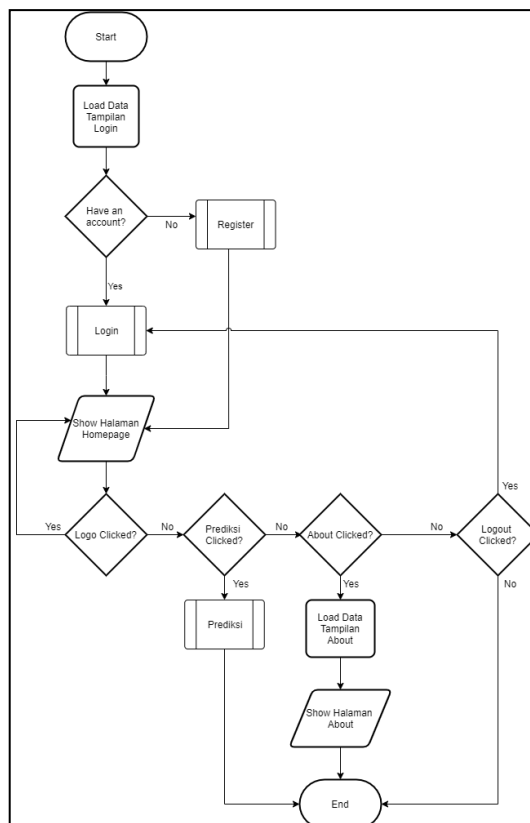 Start
Load Data
Tampilan
Login
Have an
account?
No
Register
Yes
Login
Show Halaman
Homepage
Yes
Yes
Logo Clicked?
No
Prediksi
Clicked?
No
About Clicked?
No
Logout
Clicked?
No
Yes
Yes
Prediksi
Load Data
Tampilan
About
Show Halaman
About
End